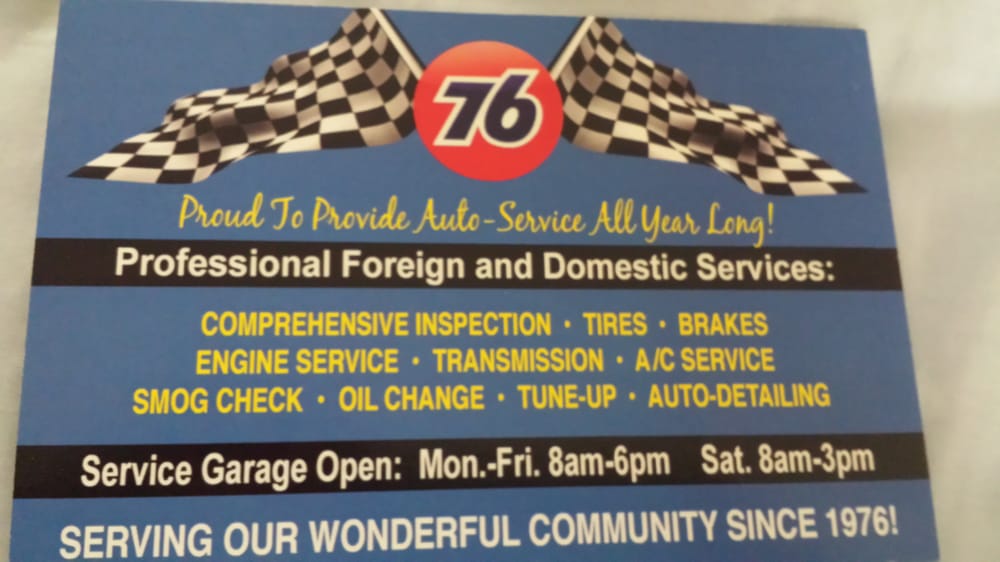 76
Proud To Provide Auto-Service All Year Long!
Professional Foreign and Domestic Services:
COMPREHENSIVE INSPECTION • TIRES • BRAKES
ENGINE SERVICE • TRANSMISSION • A/C SERVICE
SMOG CHECK • OIL CHANGE • TUNE-UP • AUTO-DETAILING
Service Garage Open: Mon.-Fri. 8am-6pm Sat. 8am-3pm
SERVING OUR WONDERFUL COMMUNITY SINCE 1976!